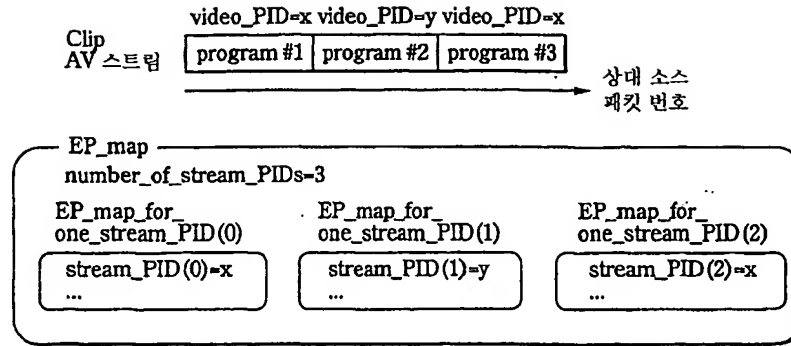 video_PID=x video_PID=y video_PID=x
Clip
AV 스트림
program #1 program #2 program #3
상대 소스
패킷 번호
EP_map
number_of_stream_PIDs=3
EP_map_for_ EP_map_for_ EP_map_for_
one_stream_PID(0) one_stream_PID(1) one_stream_PID(2)
stream_PID(0)=x stream_PID(1)=y stream_PID(2)=x
... ... ...